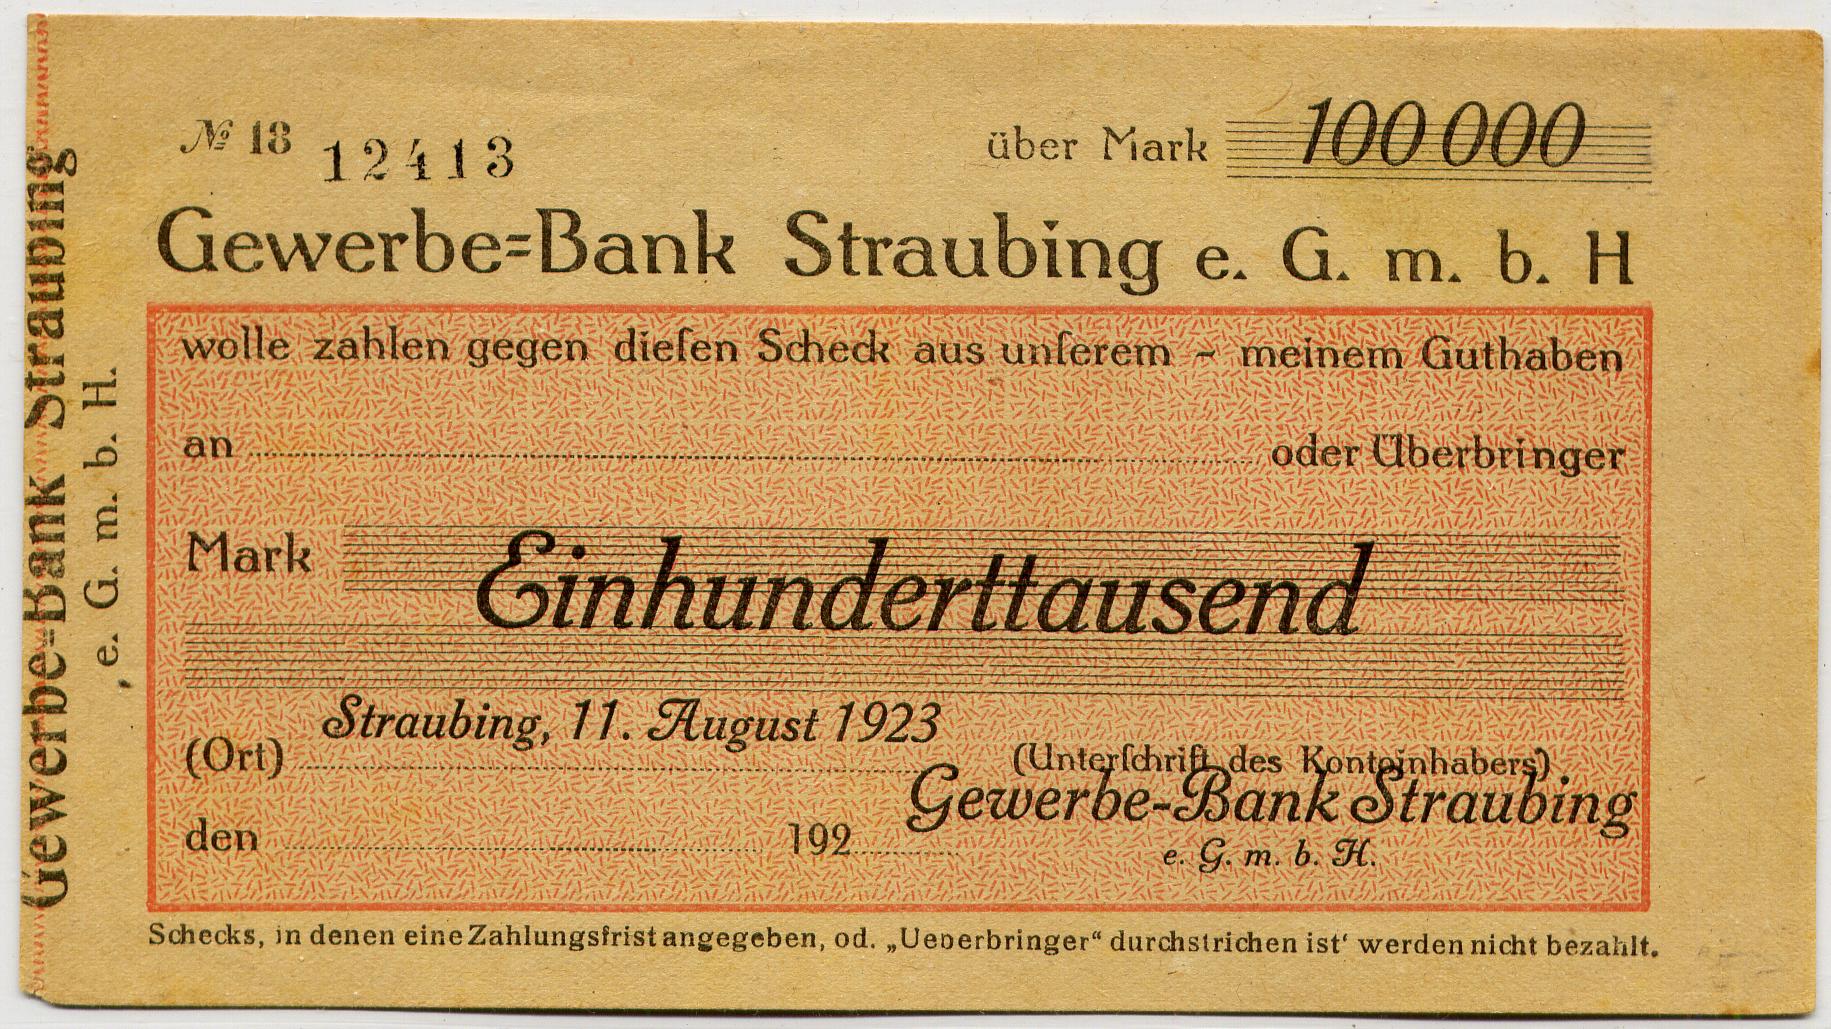 № 18 12413
über Mark 100 000
Gewerbe=Bank Straubing e. G. m. b. H
wolle zahlen gegen dieſen Scheck aus unſerem - meinem Guthaben
an oder Überbringer
Mark Einhunderttausend
Straubing, 11. August 1923
(Ort)
(Unterſchrift des Kontoinhabers)
Gewerbe-Bank Straubing
den 192
e. G. m. b. H.
Schecks, in denen eine Zahlungsfrist angegeben, od. „Ueberbringer“ durchstrichen ist' werden nicht bezahlt.
Gewerbe-Bank Straubing
e. G. m. b. H.